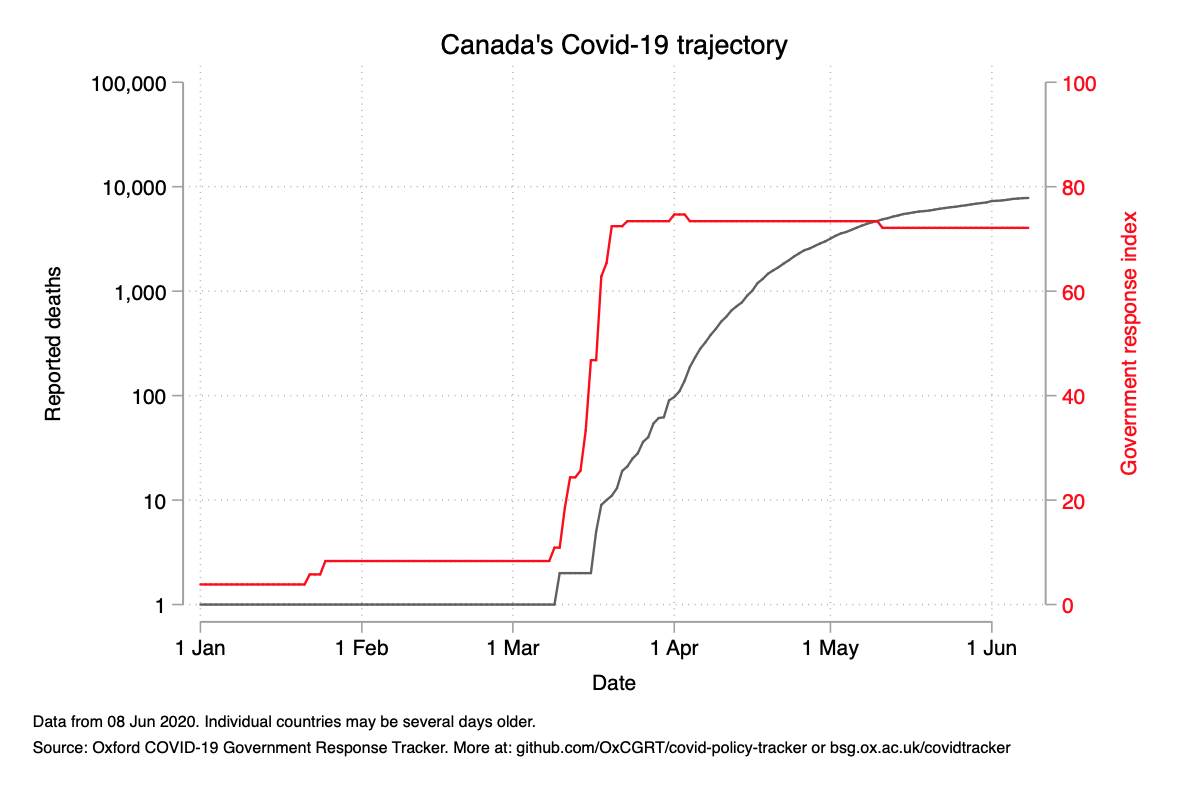 Canada's Covid-19 trajectory
100,000
10,000
1,000
100
10
1
Reported deaths
100
80
60
40
20
0
Government response index
1 Jan
1 Feb
1 Mar
1 Apr
1 May
1 Jun
Date
Data from 08 Jun 2020. Individual countries may be several days older.
Source: Oxford COVID-19 Government Response Tracker. More at: github.com/OxCGRT/covid-policy-tracker or bsg.ox.ac.uk/covidtracker